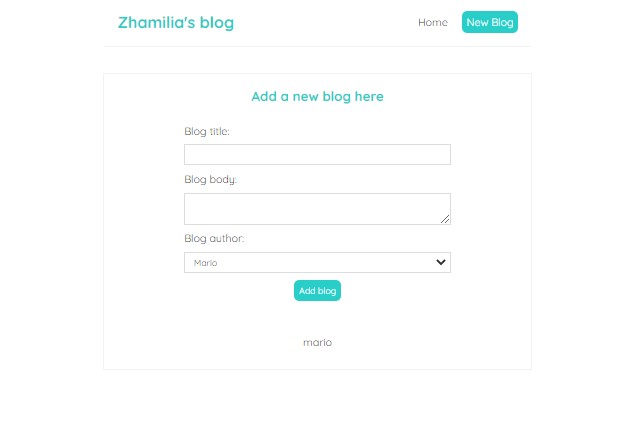 Zhamilia's blog
Home New Blog
Add a new blog here
Blog title:
Blog body:
Blog author:
Mario
Add blog
mario